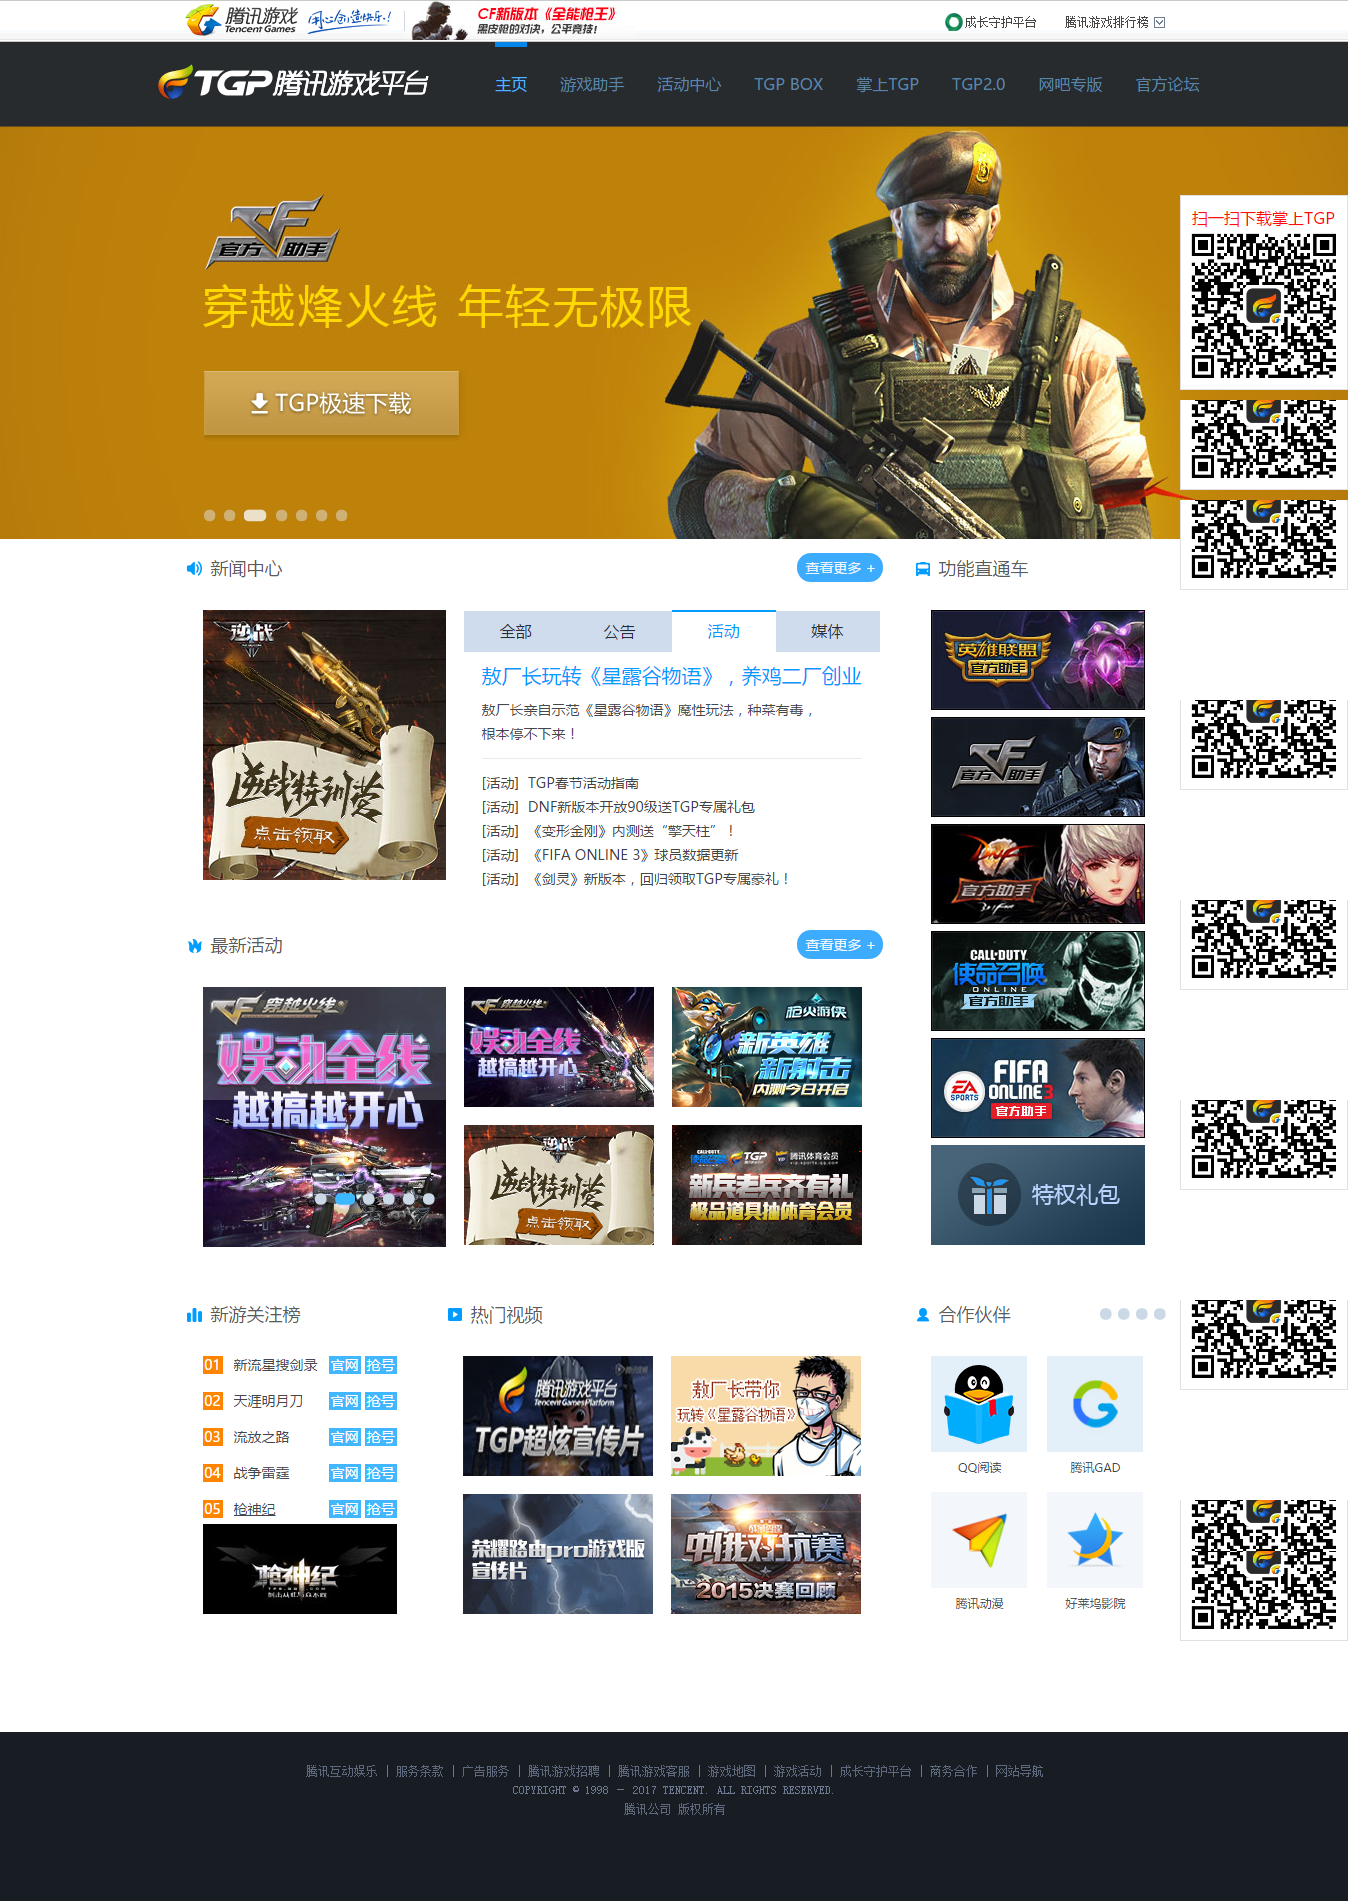 腾讯游戏
Tencent Games
用心创造快乐!
CF新版本《全能枪王》
黑皮枪的对决，公平竞技!
成长守护平台
腾讯游戏排行榜
TGP腾讯游戏平台
主页
游戏助手
活动中心
TGP BOX
掌上TGP
TGP2.0
网吧专版
官方论坛
CF
官方助手
穿越烽火线 年轻无极限
TGP极速下载
扫一扫下载掌上TGP
新闻中心
查看更多 +
功能直通车
逆战
逆战特训营
点击领取
全部
公告
活动
媒体
敖厂长玩转《星露谷物语》，养鸡二厂创业
敖厂长亲自示范《星露谷物语》魔性玩法，种菜有毒，
根本停不下来！
[活动] TGP春节活动指南
[活动] DNF新版本开放90级送TGP专属礼包
[活动] 《变形金刚》内测送“擎天柱”！
[活动] 《FIFA ONLINE 3》球员数据更新
[活动] 《剑灵》新版本，回归领取TGP专属豪礼！
英雄联盟
官方助手
CF
官方助手
DNF
官方助手
CALL·DUTY
使命召唤
ONLINE
官方助手
EA
SPORTS
FIFA
ONLINE 3
官方助手
特权礼包
最新活动
查看更多 +
穿越火线
娱动全线
越搞越开心
穿越火线
娱动全线
越搞越开心
枪火游侠
新英雄
新射击
内测今日开启
逆战
逆战特训营
点击领取
CALL·DUTY
使命召唤
TGP
腾讯体育会员
vip.sports.qq.com
新兵老兵齐有礼
极品道具抽体育会员
新游关注榜
01 新流星搜剑录 官网 抢号
02 天涯明月刀 官网 抢号
03 流放之路 官网 抢号
04 战争雷霆 官网 抢号
05 枪神纪 官网 抢号
枪神纪
热门视频
腾讯游戏平台
Tencent Games Platform
TGP超炫宣传片
敖厂长带你
玩转《星露谷物语》
荣耀路由pro游戏版
宣传片
中俄对抗赛
2015决赛回顾
合作伙伴
QQ阅读
腾讯GAD
腾讯动漫
好莱坞影院
腾讯互动娱乐 | 服务条款 | 广告服务 | 腾讯游戏招聘 | 腾讯游戏客服 | 游戏地图 | 游戏活动 | 成长守护平台 | 商务合作 | 网站导航
COPYRIGHT © 1998 － 2017 TENCENT. ALL RIGHTS RESERVED.
腾讯公司 版权所有